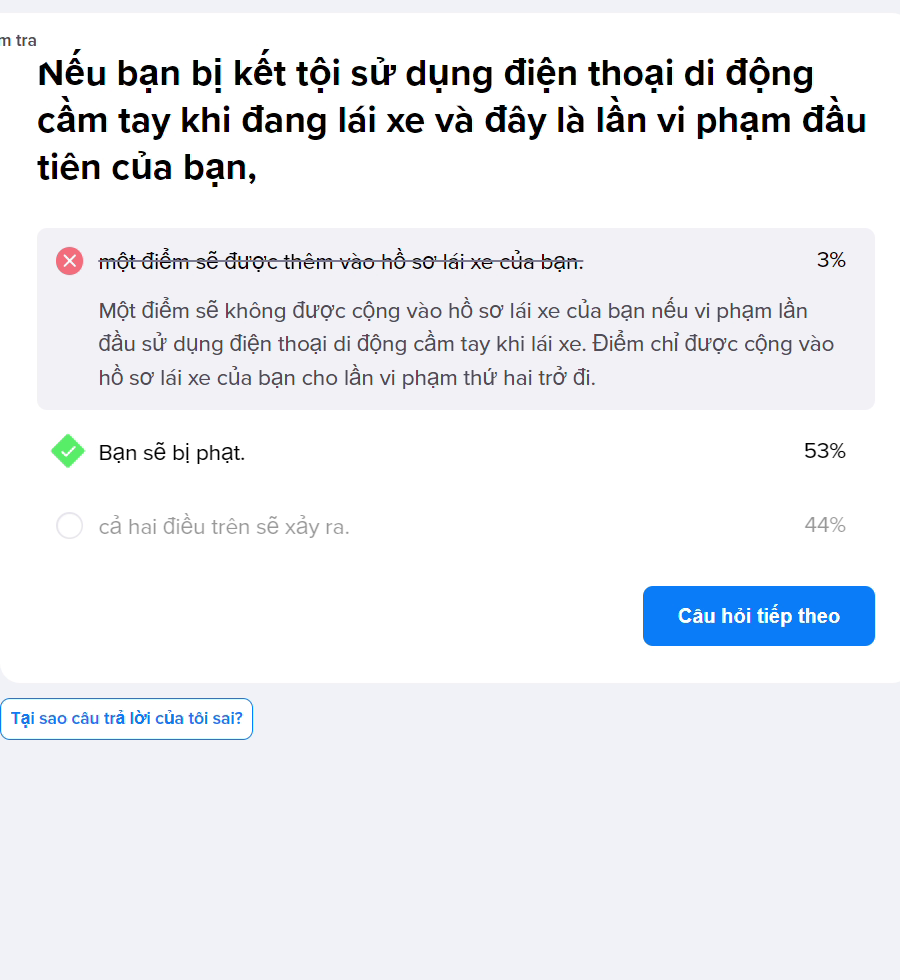 m tra
Nếu bạn bị kết tội sử dụng điện thoại di động
cầm tay khi đang lái xe và đây là lần vi phạm đầu
tiên của bạn,
một điểm sẽ được thêm vào hồ sơ lái xe của bạn. 3%
Một điểm sẽ không được cộng vào hồ sơ lái xe của bạn nếu vi phạm lần
đầu sử dụng điện thoại di động cầm tay khi lái xe. Điểm chỉ được cộng vào
hồ sơ lái xe của bạn cho lần vi phạm thứ hai trở đi.
Bạn sẽ bị phạt. 53%
cả hai điều trên sẽ xảy ra. 44%
Câu hỏi tiếp theo
Tại sao câu trả lời của tôi sai?